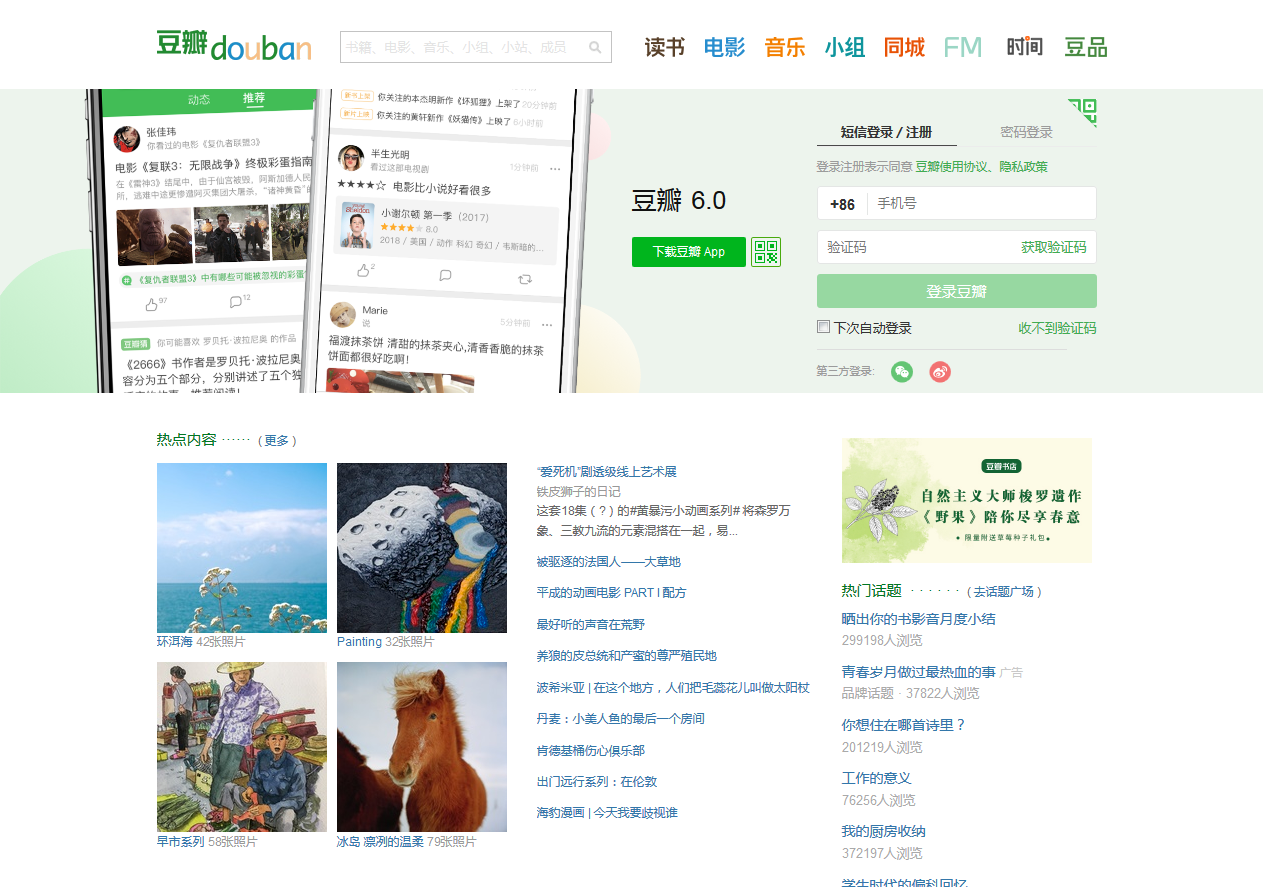 豆瓣douban
书籍、电影、音乐、小组、小站、成员
读书 电影 音乐 小组 同城 FM 时间 豆品
动态 推荐
张佳玮
你看过的电影《复仇者联盟3》
电影《复联3：无限战争》终极彩蛋指南
在《雷神3》结尾中，由于仙宫被毁，阿斯加德人民
所，逃难中途更惨遭阿灭集团大屠杀，“诸神黄昏”的
《复仇者联盟3》中有哪些可能被忽视的彩蛋
97 12
豆瓣猜 你可能喜欢 罗贝托·波拉尼奥 的作品
《2666》书作者是罗贝托·波拉尼奥
容分为五个部分，分别讲述了五个独
新书上架 你关注的本杰明新作《坏狐狸》上架了 20分钟前
你关注的黄轩新作《妖猫传》上映了 8小时前
半生光明
看过这部电视剧
1分钟前 ...
★★★★☆ 电影比小说好看很多
小谢尔顿 第一季（2017）
8.0
2018 / 美国 / 动作 科幻 奇幻 / 韦斯暗的...
2
Marie
说
5分钟前 ...
福渡抹茶饼 清甜的抹茶夹心,清香香脆的抹茶
饼面都很好吃啊！
豆瓣 6.0
下载豆瓣 App
短信登录 / 注册 密码登录
登录注册表示同意 豆瓣使用协议、隐私政策
+86 手机号
验证码 获取验证码
登录豆瓣
下次自动登录 收不到验证码
第三方登录:
热点内容 · · · · · · （ 更多 ）
环洱海 42张照片
Painting 32张照片
早市系列 58张照片
冰岛 凛冽的温柔 79张照片
“爱死机”剧透级线上艺术展
铁皮狮子的日记
这套18集（？）的#黄暴污小动画系列# 将森罗万
象、三教九流的元素混搭在一起，易...
被驱逐的法国人——大草地
平成的动画电影 PART I 配方
最好听的声音在荒野
养狼的皮总统和产蜜的尊严殖民地
波希米亚 | 在这个地方，人们把毛蕊花儿叫做太阳杖
丹麦：小美人鱼的最后一个房间
肯德基桶伤心俱乐部
出门远行系列：在伦敦
海豹漫画 | 今天我要歧视谁
豆瓣书店
自然主义大师梭罗遗作
《野果》陪你尽享春意
◆ 限量附送草莓种子礼包 ◆
热门话题 · · · · · · （ 去话题广场 ）
晒出你的书影音月度小结
299198人浏览
青春岁月做过最热血的事 广告
品牌话题 · 37822人浏览
你想住在哪首诗里？
201219人浏览
工作的意义
76256人浏览
我的厨房收纳
372197人浏览
学生时代的偏科回忆